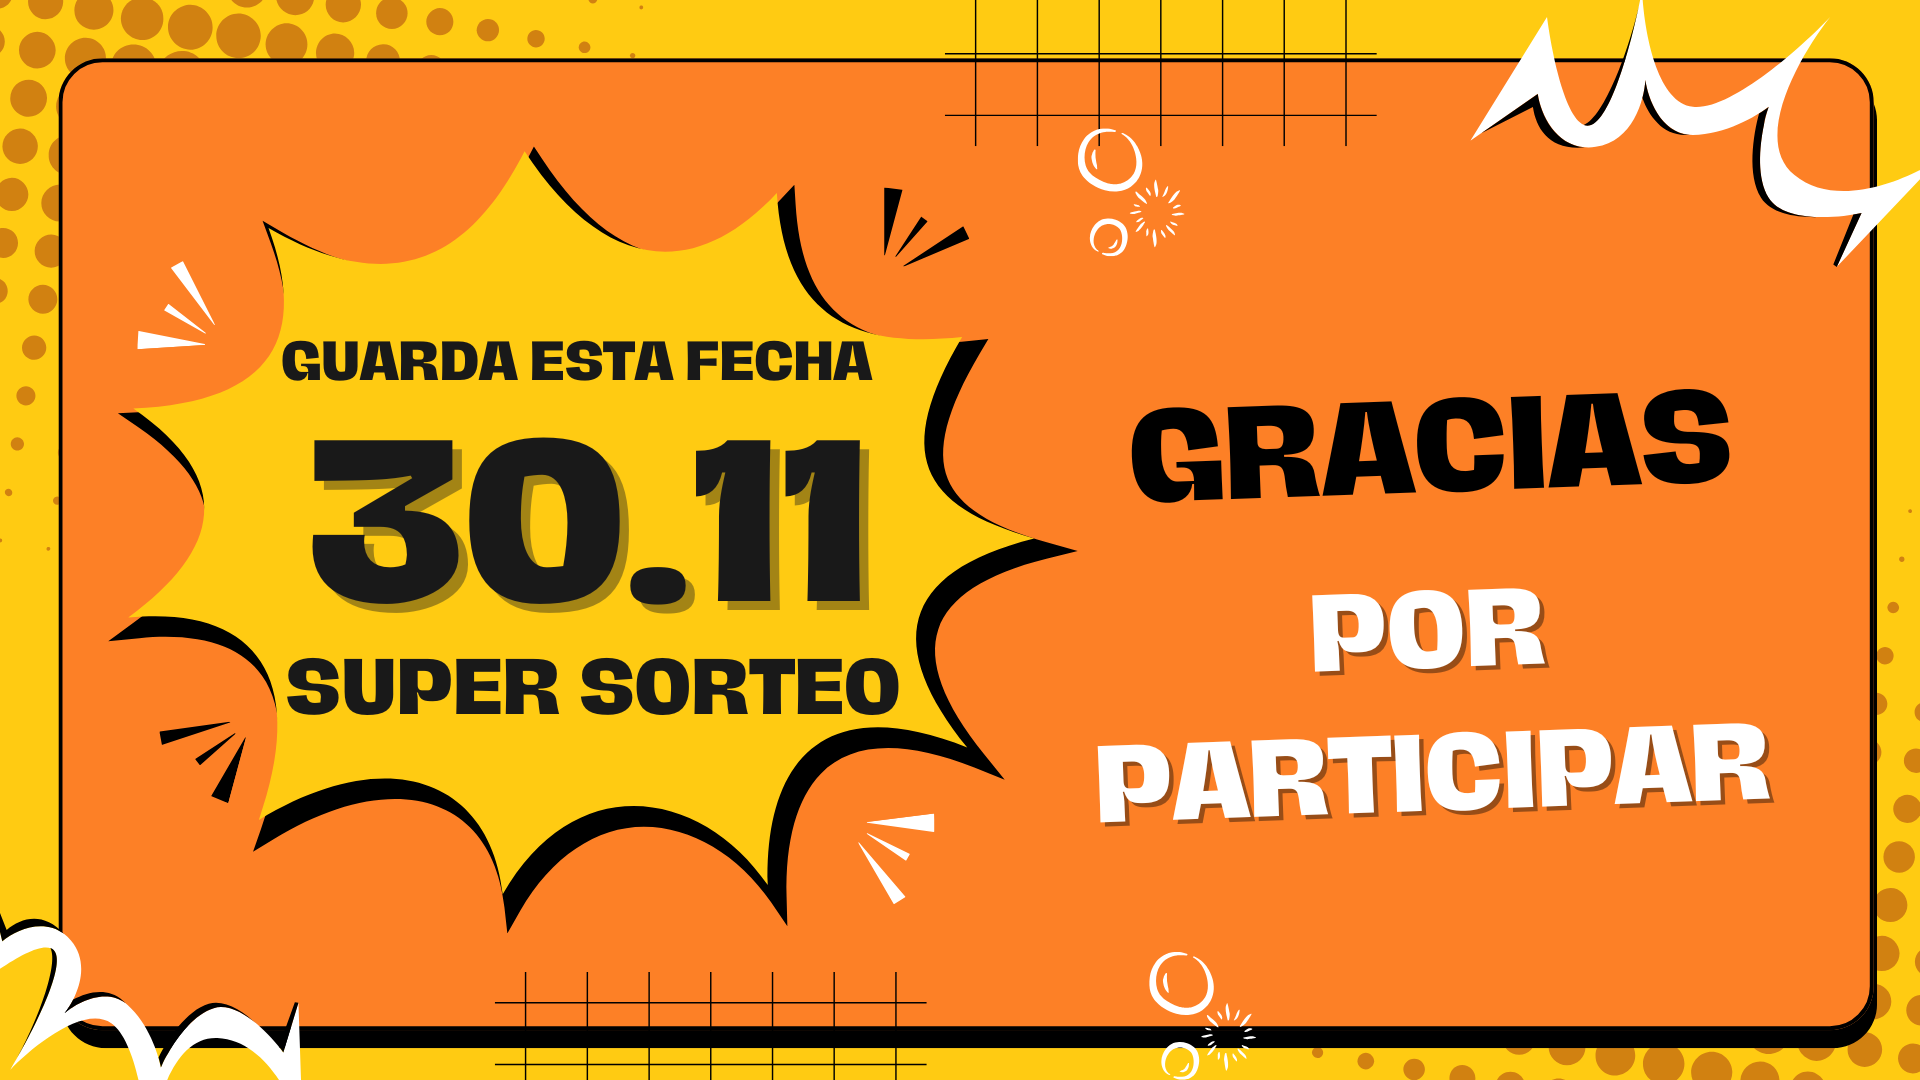 GUARDA ESTA FECHA
30.11
SUPER SORTEO
GRACIAS
POR
PARTICIPAR